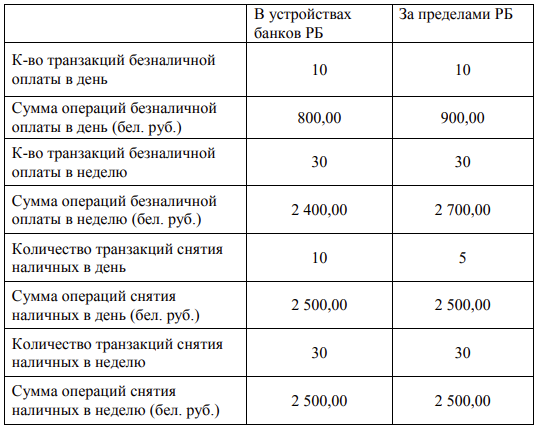 В устройствах
банков РБ
За пределами РБ
К-во транзакций безналичной
оплаты в день
10
10
Сумма операций безналичной
оплаты в день (бел. руб.)
800,00
900,00
К-во транзакций безналичной
оплаты в неделю
30
30
Сумма операций безналичной
оплаты в неделю (бел. руб.)
2 400,00
2 700,00
Количество транзакций снятия
наличных в день
10
5
Сумма операций снятия
наличных в день (бел. руб.)
2 500,00
2 500,00
Количество транзакций снятия
наличных в неделю
30
30
Сумма операций снятия
наличных в неделю (бел. руб.)
2 500,00
2 500,00